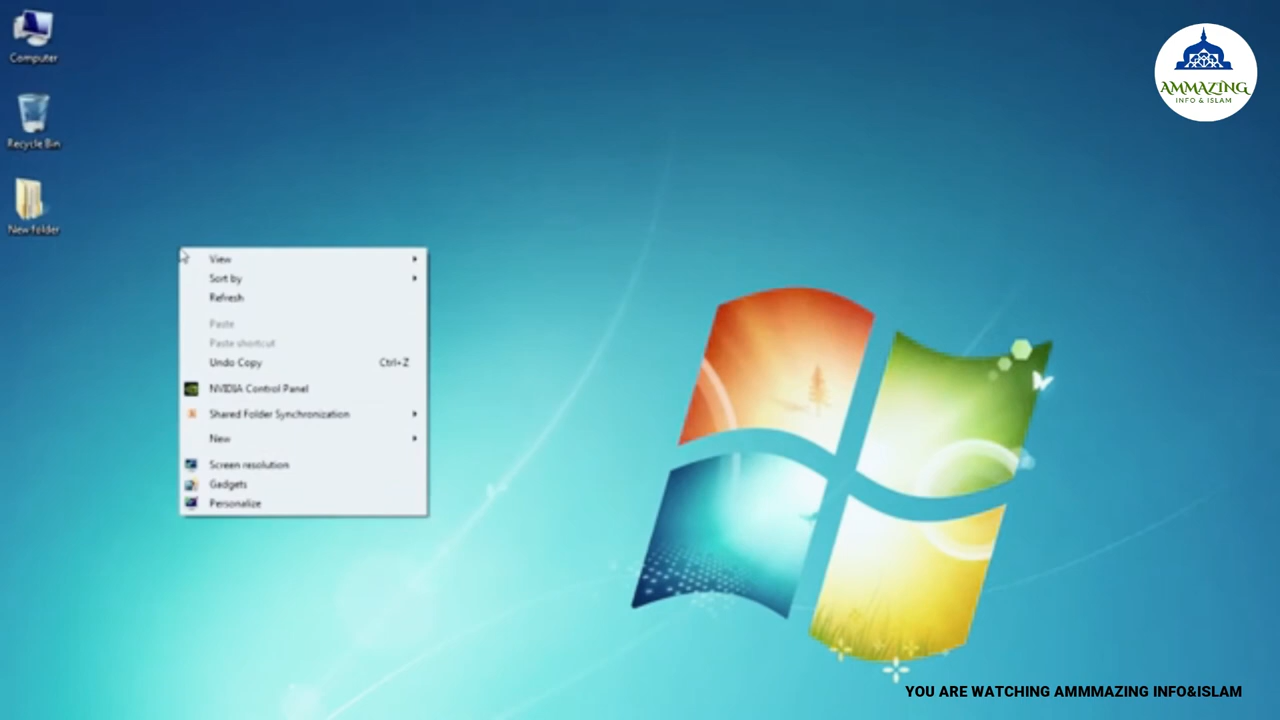 Computer
Recycle Bin
New folder
View
Sort by
Refresh
Paste
Paste shortcut
Undo Copy Ctrl+Z
NVIDIA Control Panel
Shared Folder Synchronization
New
Screen resolution
Gadgets
Personalize
AMMAZING
INFO & ISLAM
YOU ARE WATCHING AMMMAZING INFO&ISLAM